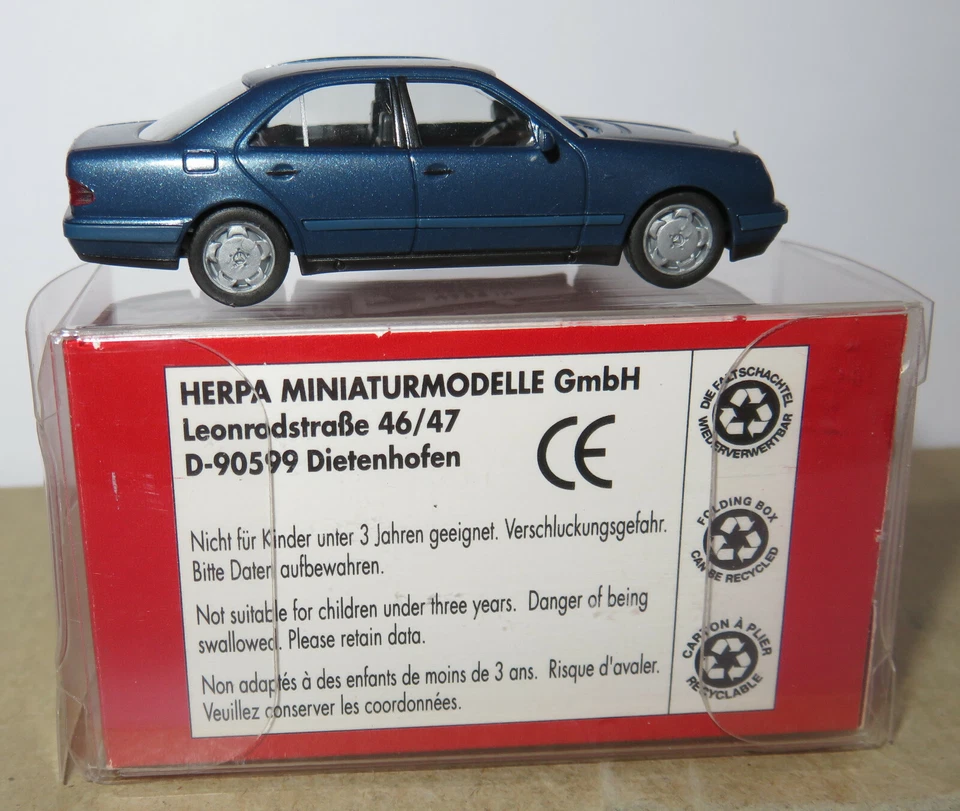 HERPA MINIATURMODELLE GmbH
Leonrodstraße 46/47
D-90599 Dietenhofen
CE
Nicht für Kinder unter 3 Jahren geeignet. Verschluckungsgefahr.
Bitte Daten aufbewahren.
Not suitable for children under three years. Danger of being
swallowed. Please retain data.
Non adaptés à des enfants de moins de 3 ans. Risque d'avaler.
Veuillez conserver les coordonnées.
DIE FALTSCHACHTEL
WIEDERVERWERTBAR
FOLDING BOX
CAN BE RECYCLED
CARTON À PLIER
RECYCLABLE